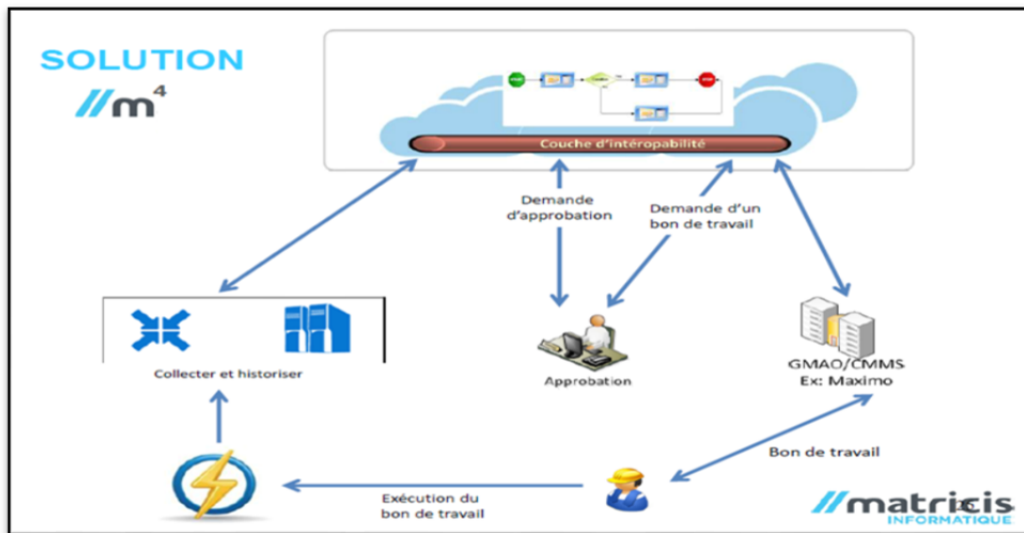 SOLUTION
//m⁴
Couche d'intéropabilité
Demande
d'approbation
Demande d'un
bon de travail
Collecter et historiser
Approbation
GMAO/CMMS
Ex: Maximo
Bon de travail
Exécution du
bon de travail
//matricis
INFORMATIQUE